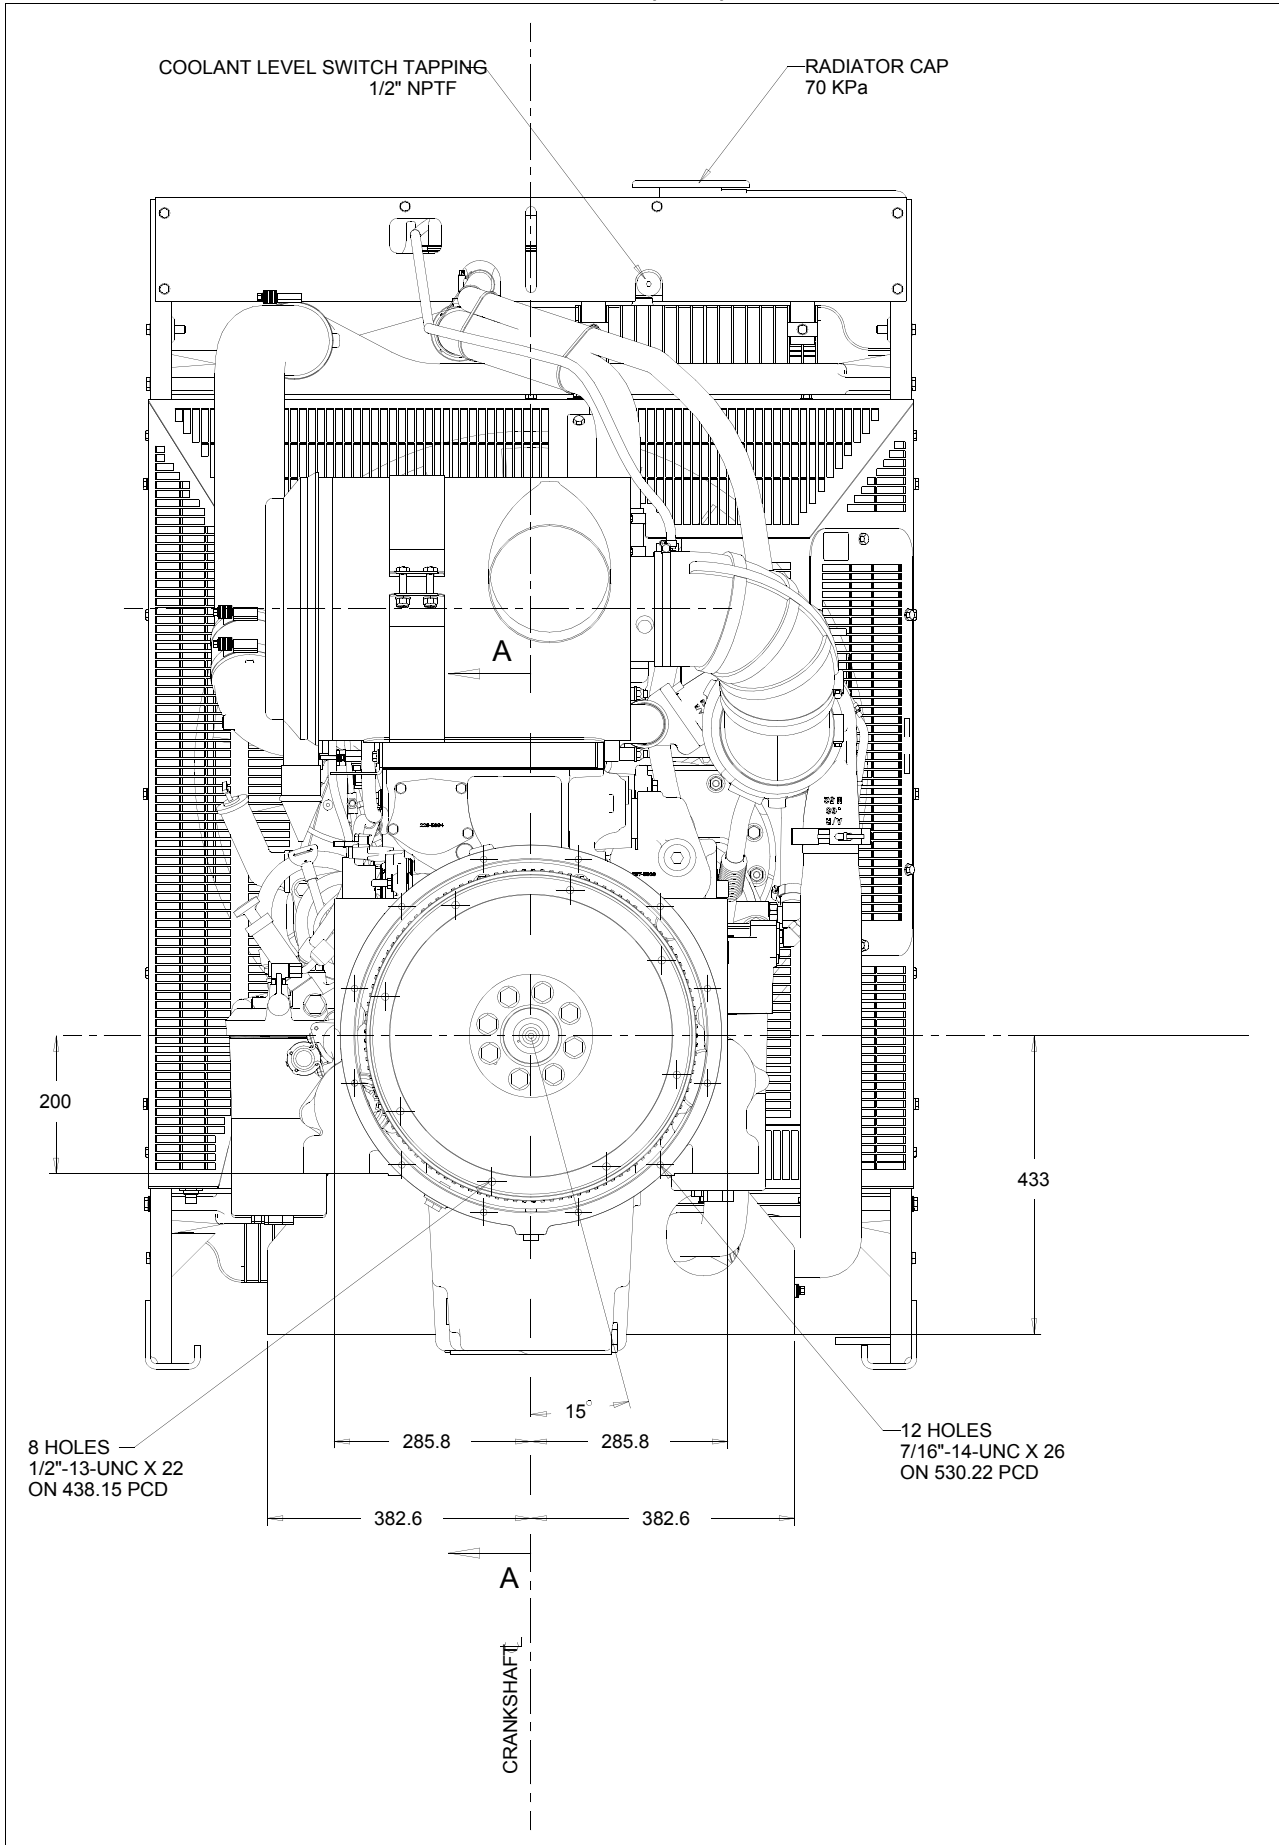 COOLANT LEVEL SWITCH TAPPING
1/2" NPTF
RADIATOR CAP
70 KPa
A
200
433
15°
285.8
285.8
8 HOLES
1/2"-13-UNC X 22
ON 438.15 PCD
12 HOLES
7/16"-14-UNC X 26
ON 530.22 PCD
382.6
382.6
A
CRANKSHAFT